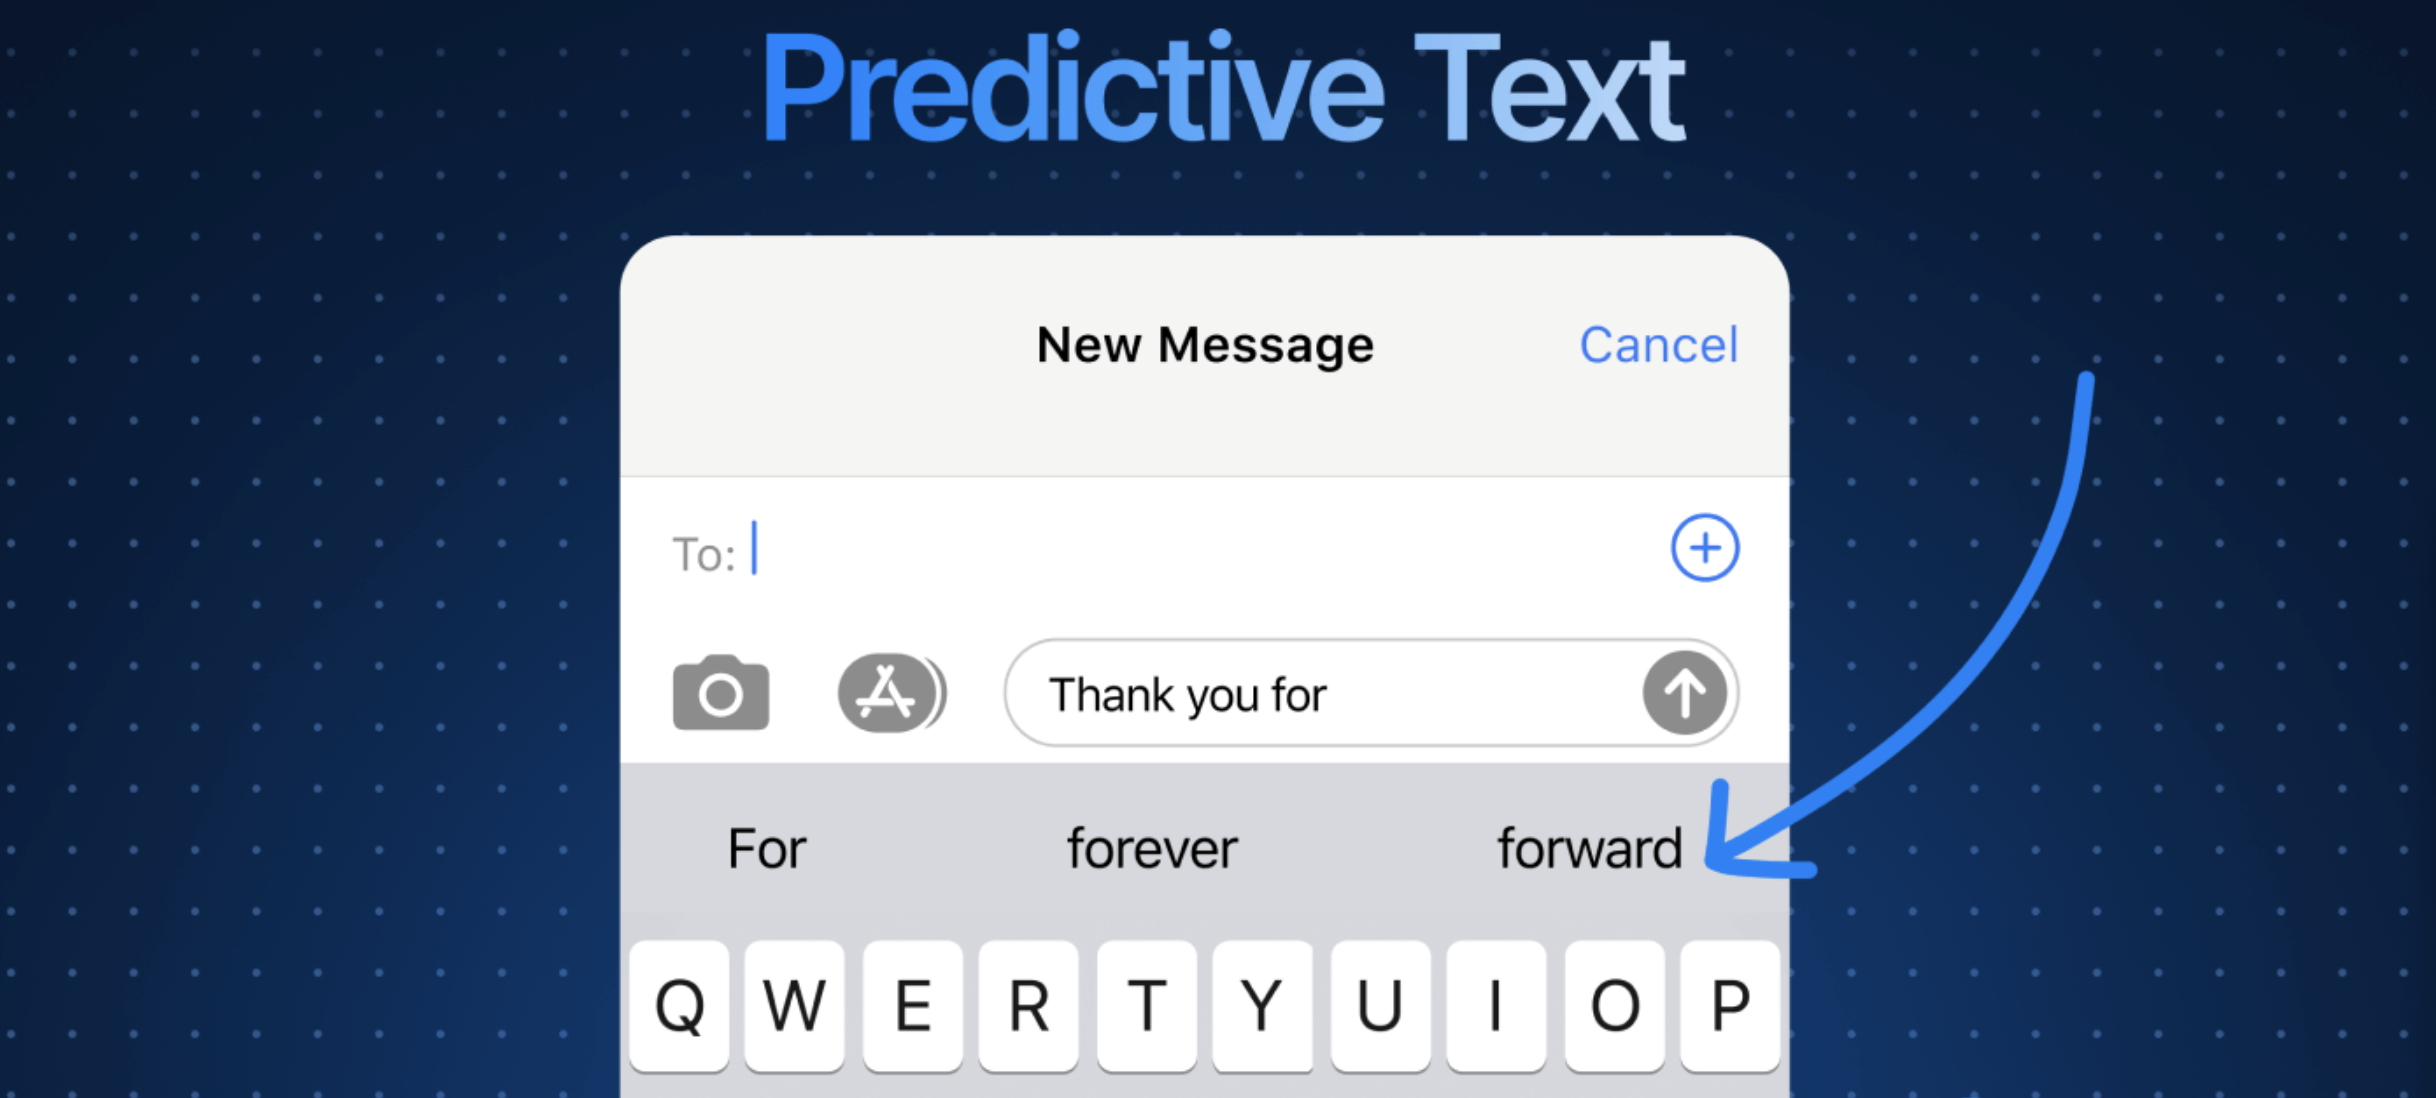 Predictive Text
New Message Cancel
To:
Thank you for
For forever forward
Q W E R T Y U I O P